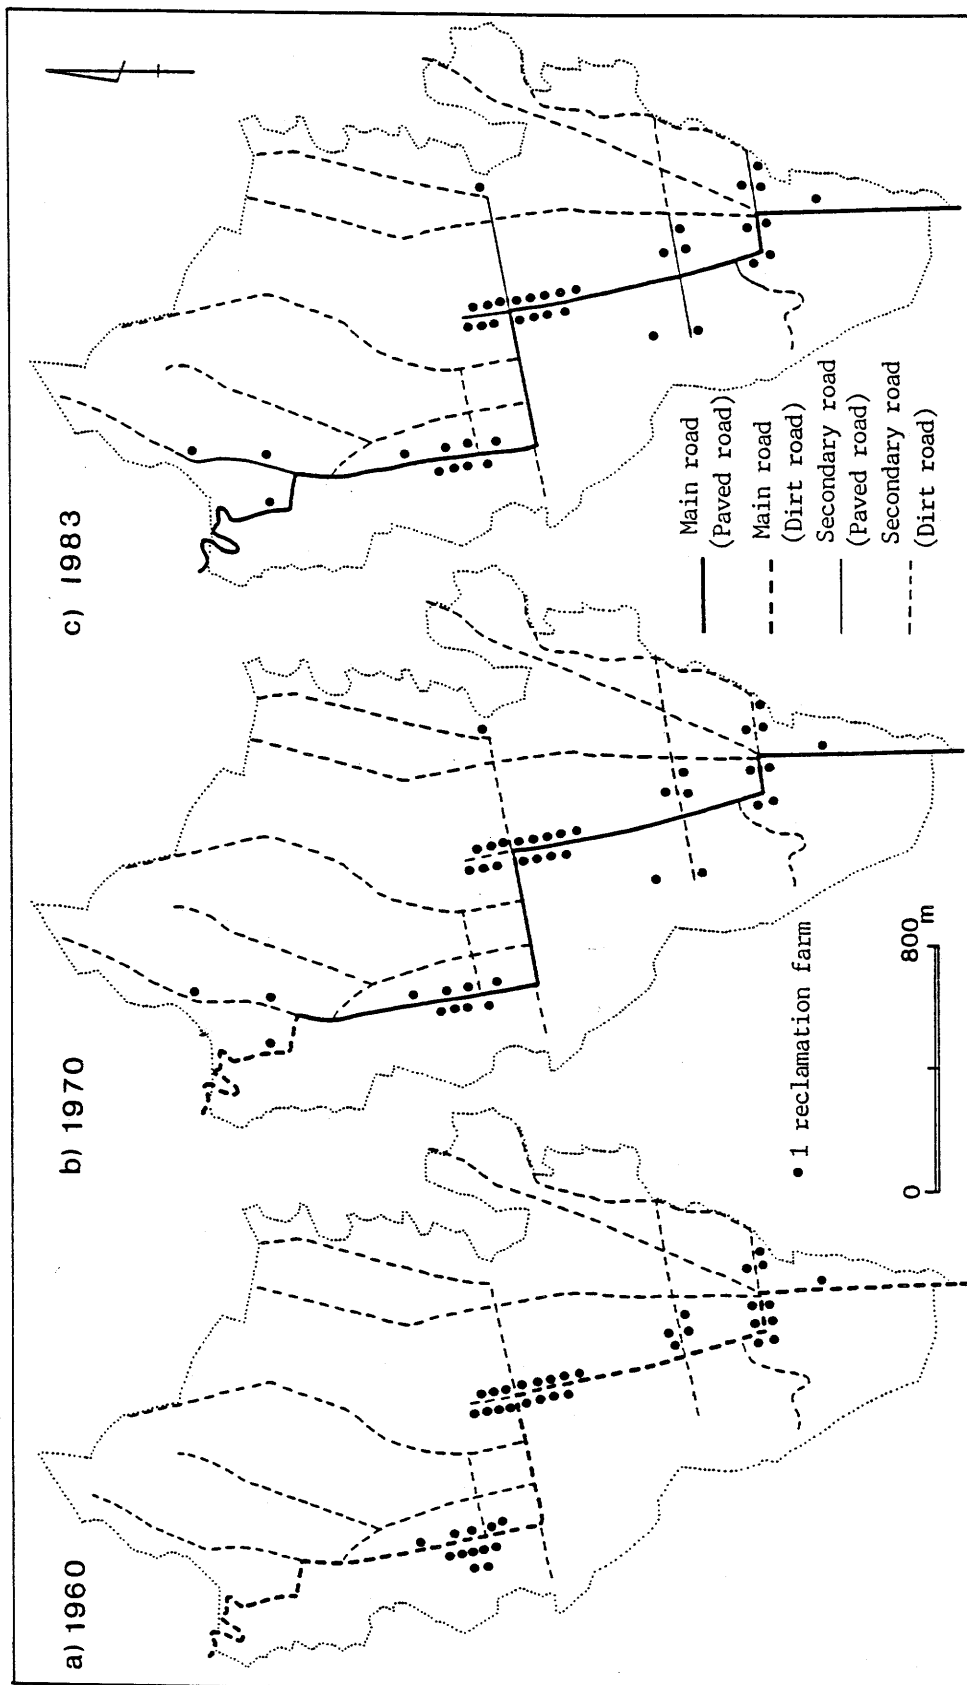 a) 1960
b) 1970
c) 1983
Main road
(Paved road)
Main road
(Dirt road)
Secondary road
(Paved road)
Secondary road
(Dirt road)
1 reclamation farm
0
800
m